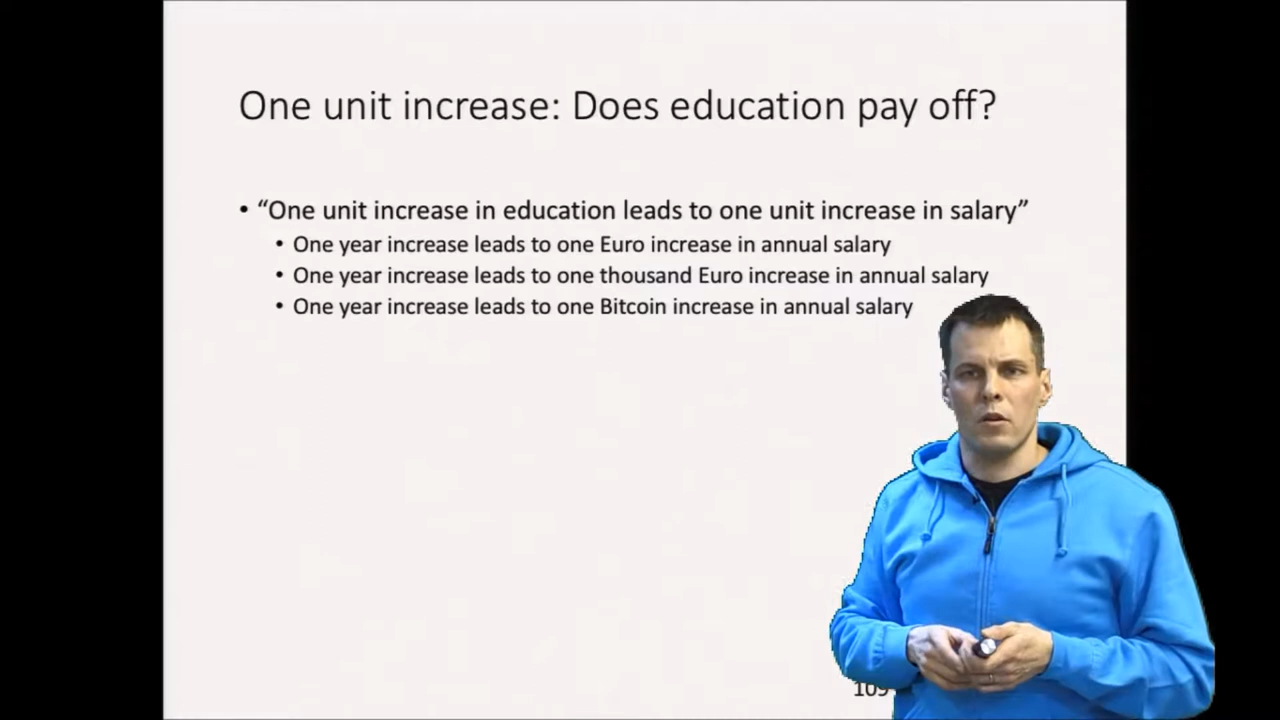 One unit increase: Does education pay off?
• “One unit increase in education leads to one unit increase in salary”
• One year increase leads to one Euro increase in annual salary
• One year increase leads to one thousand Euro increase in annual salary
• One year increase leads to one Bitcoin increase in annual salary